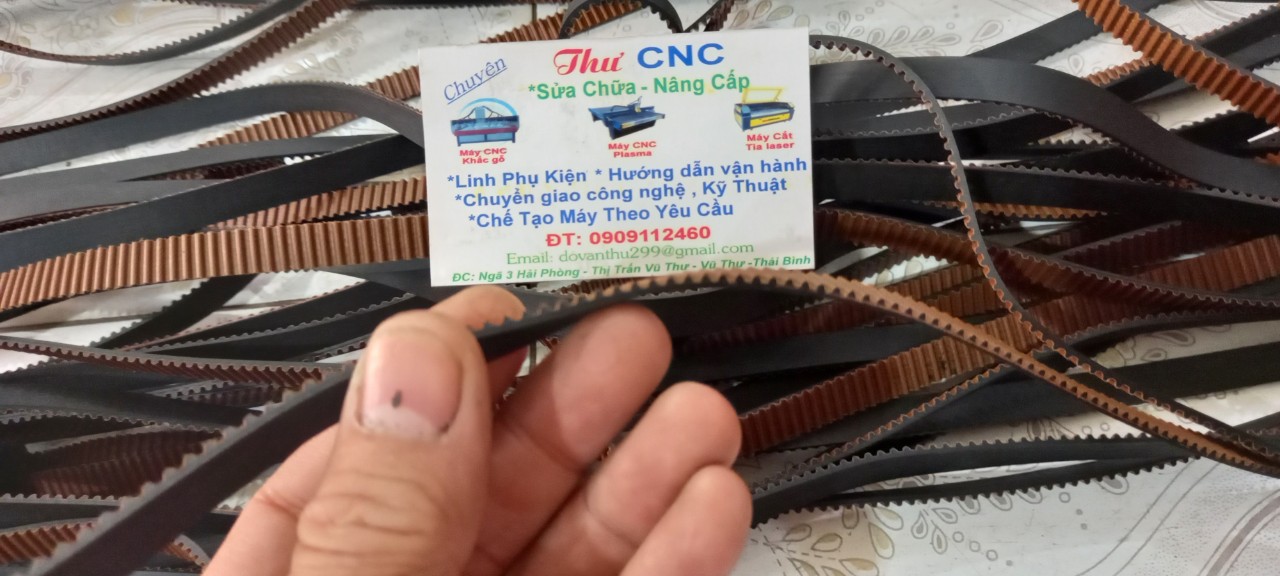 Chuyên
Thư CNC
*Sửa Chữa - Nâng Cấp
Máy CNC
Khắc gỗ
Máy CNC
Plasma
Máy Cắt
Tia laser
*Linh Phụ Kiện * Hướng dẫn vận hành
*Chuyển giao công nghệ , Kỹ Thuật
*Chế Tạo Máy Theo Yêu Cầu
ĐT: 0909112460
Email: dovanthu299@gmail.com
ĐC: Ngã 3 Hải Phòng - Thị Trấn Vũ Thư - Vũ Thư -Thái Bình